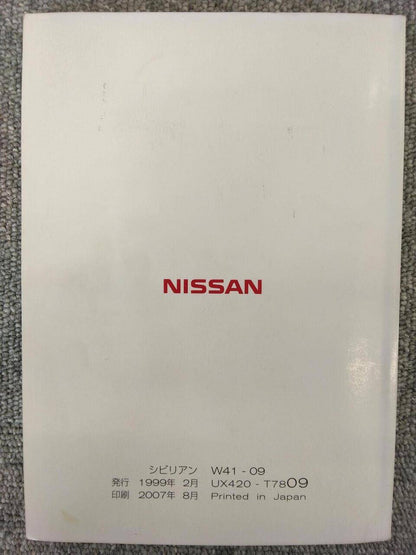 NISSAN
シビリアン W41 - 09
発行 1999年 2月 UX420 - T7809
印刷 2007年 8月 Printed in Japan